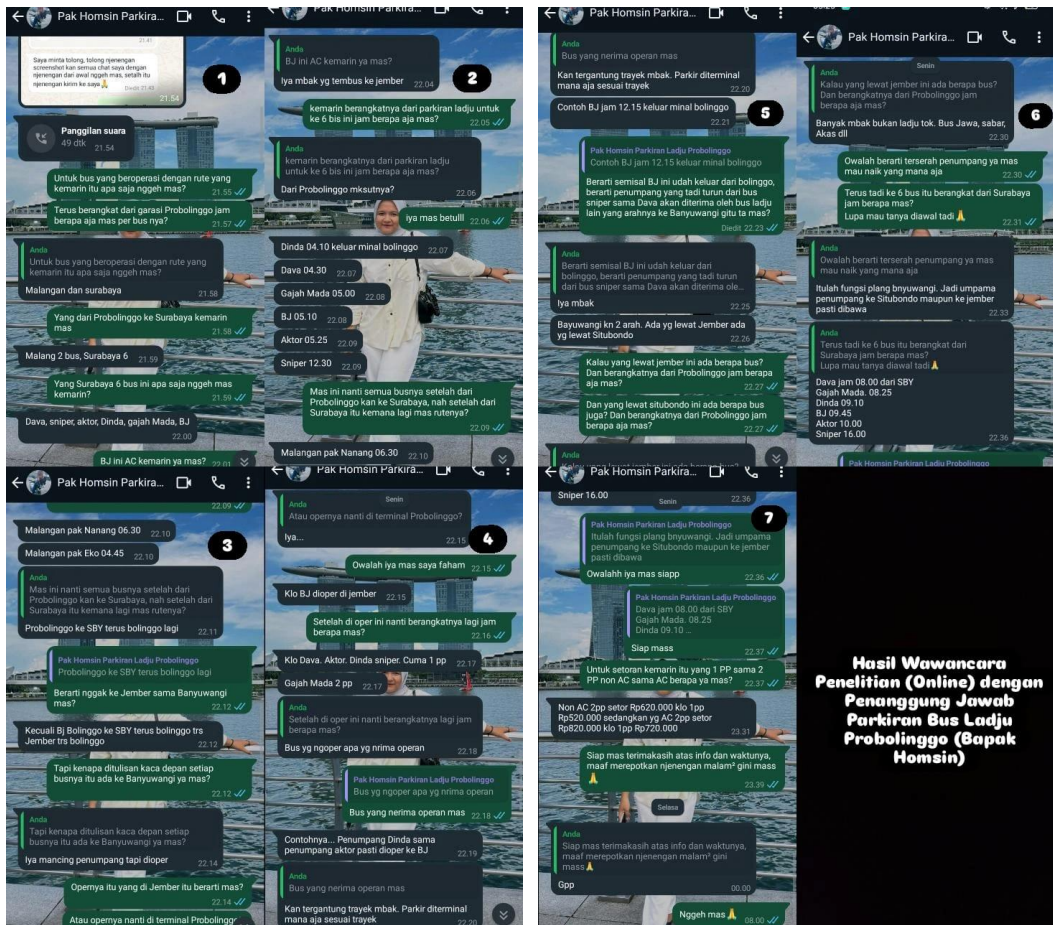 Pak Homsin Parkira...
21.41
Saya minta tolong, tolong njenengan
screenshot kan semua chat saya dengan
njenengan dari awal nggeh mas, setalh itu
njenengan kirim ke saya🙏
Diedit 21.48
21.54
1
Panggilan suara
49 dtk 21.54
Untuk bus yang beroperasi dengan rute yang
kemarin itu apa saja nggeh mas?
21.55
Terus berangkat dari garasi Probolinggo jam
berapa aja mas per bus nya?
21.57
Anda
Untuk bus yang beroperasi dengan rute yang
kemarin itu apa saja nggeh mas?
Malangan dan surabaya
21.58
Yang dari Probolinggo ke Surabaya kemarin
mas
21.58
Malang 2 bus, Surabaya 6 21.59
Yang Surabaya 6 bus ini apa saja nggeh mas
kemarin?
21.59
Dava, sniper, aktor, Dinda, gajah Mada, BJ
22.00
BJ ini AC kemarin ya mas? 22.01
Pak Homsin Parkira...
Anda
BJ ini AC kemarin ya mas?
2
Iya mbak yg tembus ke jember 22.04
kemarin berangkatnya dari parkiran ladju untuk
ke 6 bis ini jam berapa aja mas?
22.05
Anda
kemarin berangkatnya dari parkiran ladju
untuk ke 6 bis ini jam berapa aja mas?
Dari Probolinggo mksutnya?
22.06
iya mas betulll 22.06
Dinda 04.10 keluar minal bolinggo 22.07
Dava 04.30 22.07
Gajah Mada 05.00 22.08
BJ 05.10 22.08
Aktor 05.25 22.09
Sniper 12.30 22.09
Mas ini nanti semua busnya setelah dari
Probolinggo kan ke Surabaya, nah setelah dari
Surabaya itu kemana lagi mas rutenya?
22.09
Malangan pak Nanang 06.30 22.10
Pak Homsin Parkira...
22.09
Malangan pak Nanang 06.30 22.10
3
Malangan pak Eko 04.45 22.10
Anda
Mas ini nanti semua busnya setelah dari
Probolinggo kan ke Surabaya, nah setelah dari
Surabaya itu kemana lagi mas rutenya?
Probolinggo ke SBY terus bolinggo lagi 22.11
Pak Homsin Parkiran Ladju Probolinggo
Probolinggo ke SBY terus bolinggo lagi
Berarti nggak ke Jember sama Banyuwangi
mas?
22.12
Kecuali Bj Bolinggo ke SBY terus bolinggo trs
Jember trs bolinggo
22.12
Tapi kenapa ditulisan kaca depan setiap
busnya itu ada ke Banyuwangi ya mas?
22.12
Anda
Tapi kenapa ditulisan kaca depan setiap
busnya itu ada ke Banyuwangi ya mas?
Iya mancing penumpang tapi dioper 22.14
Opernya itu yang di Jember itu berarti mas?
22.14
Atau opernya nanti di terminal Probolinggo
Pak Homsin Parkira...
Senin
Anda
Atau opernya nanti di terminal Probolinggo?
Iya...
22.15
4
Owalah iya mas saya faham 22.15
Klo BJ dioper di jember 22.15
Setelah di oper ini nanti berangkatnya lagi jam
berapa mas?
22.16
Klo Dava. Aktor. Dinda sniper. Cuma 1 pp 22.17
Gajah Mada 2 pp 22.17
Anda
Setelah di oper ini nanti berangkatnya lagi jam
berapa mas?
Bus yg ngoper apa yg nrima operan 22.18
Pak Homsin Parkiran Ladju Probolinggo
Bus yg ngoper apa yg nrima operan
Bus yang nerima operan mas 22.18
Contohnya... Penumpang Dinda sama
penumpang aktor pasti dioper ke BJ
22.19
Anda
Bus yang nerima operan mas
Kan tergantung trayek mbak. Parkir diterminal
mana aja sesuai trayek
22.20
Pak Homsin Parkira...
Anda
Bus yang nerima operan mas
Kan tergantung trayek mbak. Parkir diterminal
mana aja sesuai trayek
22.20
Contoh BJ jam 12.15 keluar minal bolinggo
22.21
5
Pak Homsin Parkiran Ladju Probolinggo
Contoh BJ jam 12.15 keluar minal bolinggo
Berarti semisal BJ ini udah keluar dari bolinggo,
berarti penumpang yang tadi turun dari bus
sniper sama Dava akan diterima oleh bus ladju
lain yang arahnya ke Banyuwangi gitu ta mas?
Diedit 22.23
Anda
Berarti semisal BJ ini udah keluar dari
bolinggo, berarti penumpang yang tadi turun
dari bus sniper sama Dava akan diterima ole...
Iya mbak
22.25
Bayuwangi kn 2 arah. Ada yg lewat Jember ada
yg lewat Situbondo
22.26
Kalau yang lewat jember ini ada berapa bus?
Dan berangkatnya dari Probolinggo jam berapa
aja mas?
22.27
Dan yang lewat situbondo ini ada berapa bus
juga? Dan berangkatnya dari Probolinggo jam
berapa aja mas?
22.27
Anda
Pak Homsin Parkira...
Senin
Anda
Kalau yang lewat jember ini ada berapa bus?
Dan berangkatnya dari Probolinggo jam
berapa aja mas?
6
Banyak mbak bukan ladju tok. Bus Jawa, sabar,
Akas dll
22.30
Owalah berarti terserah penumpang ya mas
mau naik yang mana aja
22.30
Terus tadi ke 6 bus itu berangkat dari Surabaya
jam berapa mas?
Lupa mau tanya diawal tadi🙏
22.31
Anda
Owalah berarti terserah penumpang ya mas
mau naik yang mana aja
Itulah fungsi plang bnyuwangi. Jadi umpama
penumpang ke Situbondo maupun ke jember
pasti dibawa
22.33
Anda
Terus tadi ke 6 bus itu berangkat dari
Surabaya jam berapa mas?
Lupa mau tanya diawal tadi🙏
Dava jam 08.00 dari SBY
Gajah Mada. 08.25
Dinda 09.10
BJ 09.45
Aktor 10.00
Sniper 16.00
22.36
Pak Homsin Parkiran Ladju Probolinggo
Pak Homsin Parkira...
Sniper 16.00
22.36
Senin
7
Pak Homsin Parkiran Ladju Probolinggo
Itulah fungsi plang bnyuwangi. Jadi umpama
penumpang ke Situbondo maupun ke jember
pasti dibawa
Owalahh iya mas siapp 22.36
Pak Homsin Parkiran Ladju Probolinggo
Dava jam 08.00 dari SBY
Gajah Mada. 08.25
Dinda 09.10 ...
Siap mass
22.37
Untuk setoran kemarin itu yang 1 PP sama 2
PP non AC sama AC berapa ya mas?
22.37
Non AC 2pp setor Rp620.000 klo 1pp
Rp520.000 sedangkan yg AC 2pp setor
Rp820.000 klo 1pp Rp720.000
23.31
Siap mas terimakasih atas info dan waktunya,
maaf merepotkan njenengan malam² gini mass
🙏
23.39
Selasa
Anda
Siap mas terimakasih atas info dan waktunya,
maaf merepotkan njenengan malam² gini
mass🙏
Gpp
00.00
Nggeh mas🙏 08.00
Hasil Wawancara
Penelitian (Online) dengan
Penanggung Jawab
Parkiran Bus Ladju
Probolinggo (Bapak
Homsin)